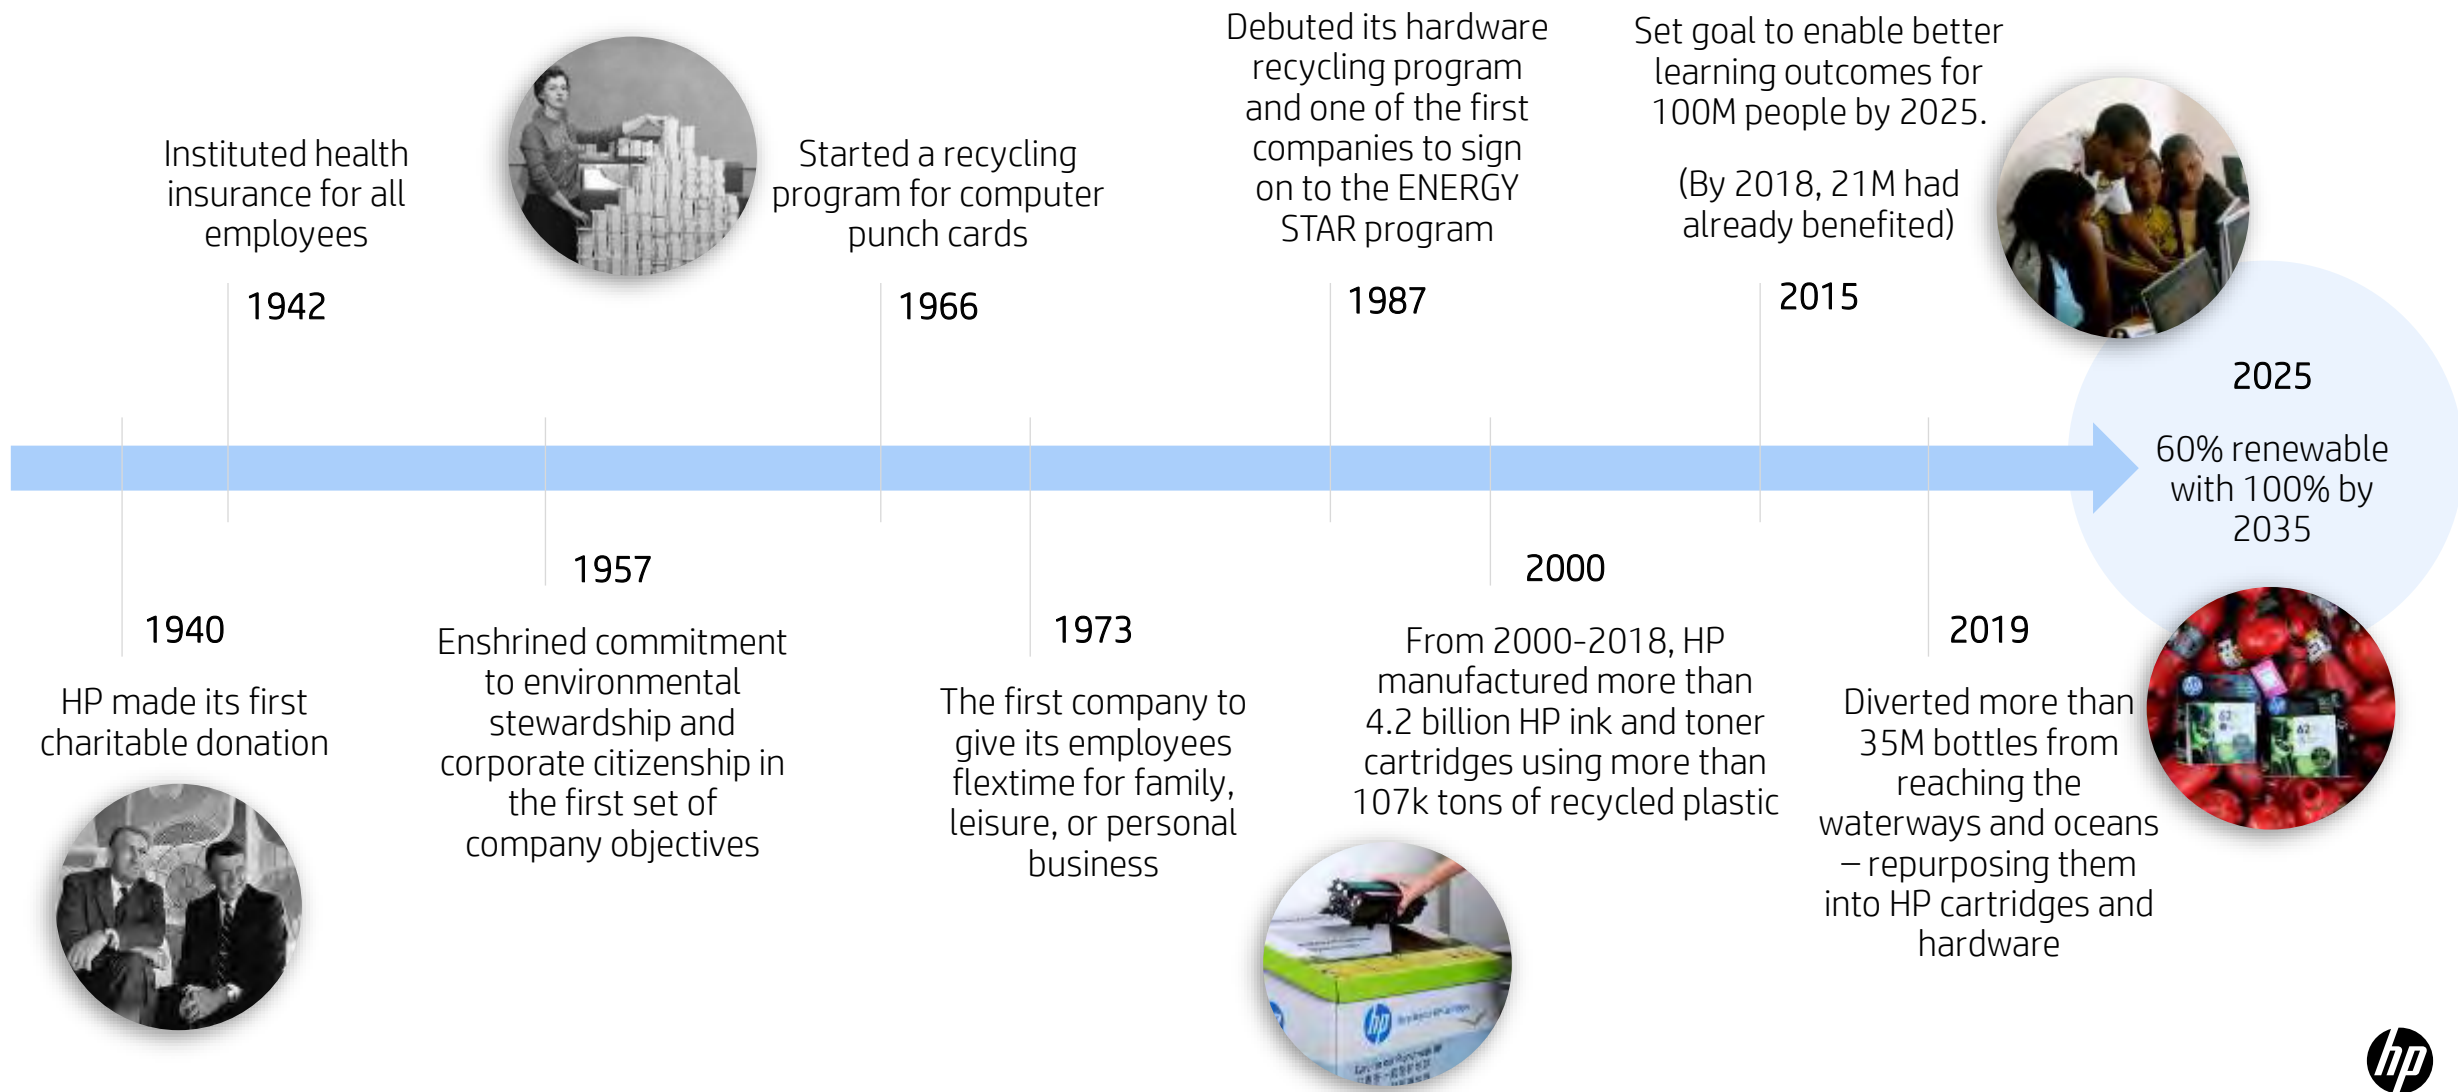 Instituted health
insurance for all
employees
1942
Started a recycling
program for computer
punch cards
1966
Debuted its hardware
recycling program
and one of the first
companies to sign
on to the ENERGY
STAR program
1987
Set goal to enable better
learning outcomes for
100M people by 2025.
(By 2018, 21M had
already benefited)
2015
2025
60% renewable
with 100% by
2035
1940
HP made its first
charitable donation
1957
Enshrined commitment
to environmental
stewardship and
corporate citizenship in
the first set of
company objectives
1973
The first company to
give its employees
flextime for family,
leisure, or personal
business
2000
From 2000-2018, HP
manufactured more than
4.2 billion HP ink and toner
cartridges using more than
107k tons of recycled plastic
2019
Diverted more than
35M bottles from
reaching the
waterways and oceans
– repurposing them
into HP cartridges and
hardware
hp
62
62
hp
hp